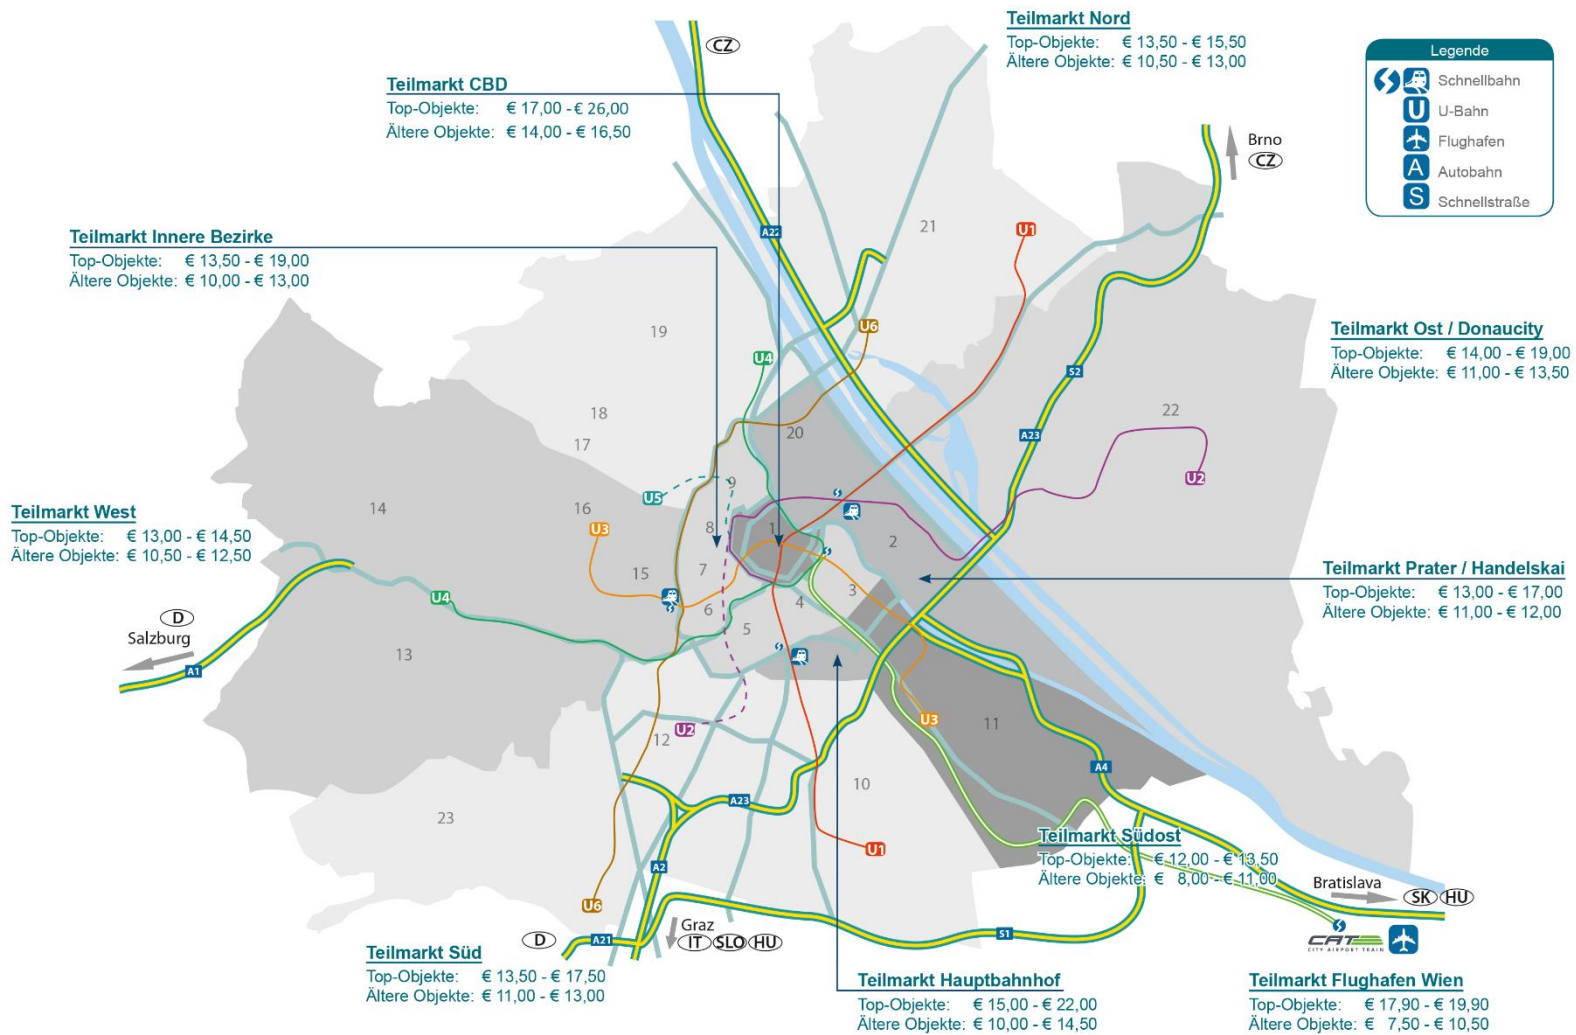 Teilmarkt Nord
Top-Objekte: € 13,50 - € 15,50
Ältere Objekte: € 10,50 - € 13,00
Legende
Schnellbahn
U U-Bahn
Flughafen
A Autobahn
S Schnellstraße
CZ
Teilmarkt CBD
Top-Objekte: € 17,00 - € 26,00
Ältere Objekte: € 14,00 - € 16,50
Brno
CZ
Teilmarkt Innere Bezirke
Top-Objekte: € 13,50 - € 19,00
Ältere Objekte: € 10,00 - € 13,00
A22
21
U1
19
U6
U4
Teilmarkt Ost / Donaucity
Top-Objekte: € 14,00 - € 19,00
Ältere Objekte: € 11,00 - € 13,50
S2
18
17
20
22
A23
U2
9
U5
14
16
U3
8
1
2
Teilmarkt West
Top-Objekte: € 13,00 - € 14,50
Ältere Objekte: € 10,50 - € 12,50
15
7
3
6
4
5
Teilmarkt Prater / Handelskai
Top-Objekte: € 13,00 - € 17,00
Ältere Objekte: € 11,00 - € 12,00
U4
D
Salzburg
A1
13
U2
12
U3
11
A4
10
A23
23
U1
A2
U6
Teilmarkt Südost
Top-Objekte: € 12,00 - € 13,50
Ältere Objekte: € 8,00 - € 11,00
Bratislava
SK HU
Graz
IT SLO HU
D
A21
S1
CAT
CITY AIRPORT TRAIN
Teilmarkt Süd
Top-Objekte: € 13,50 - € 17,50
Ältere Objekte: € 11,00 - € 13,00
Teilmarkt Hauptbahnhof
Top-Objekte: € 15,00 - € 22,00
Ältere Objekte: € 10,00 - € 14,50
Teilmarkt Flughafen Wien
Top-Objekte: € 17,90 - € 19,90
Ältere Objekte: € 7,50 - € 10,50